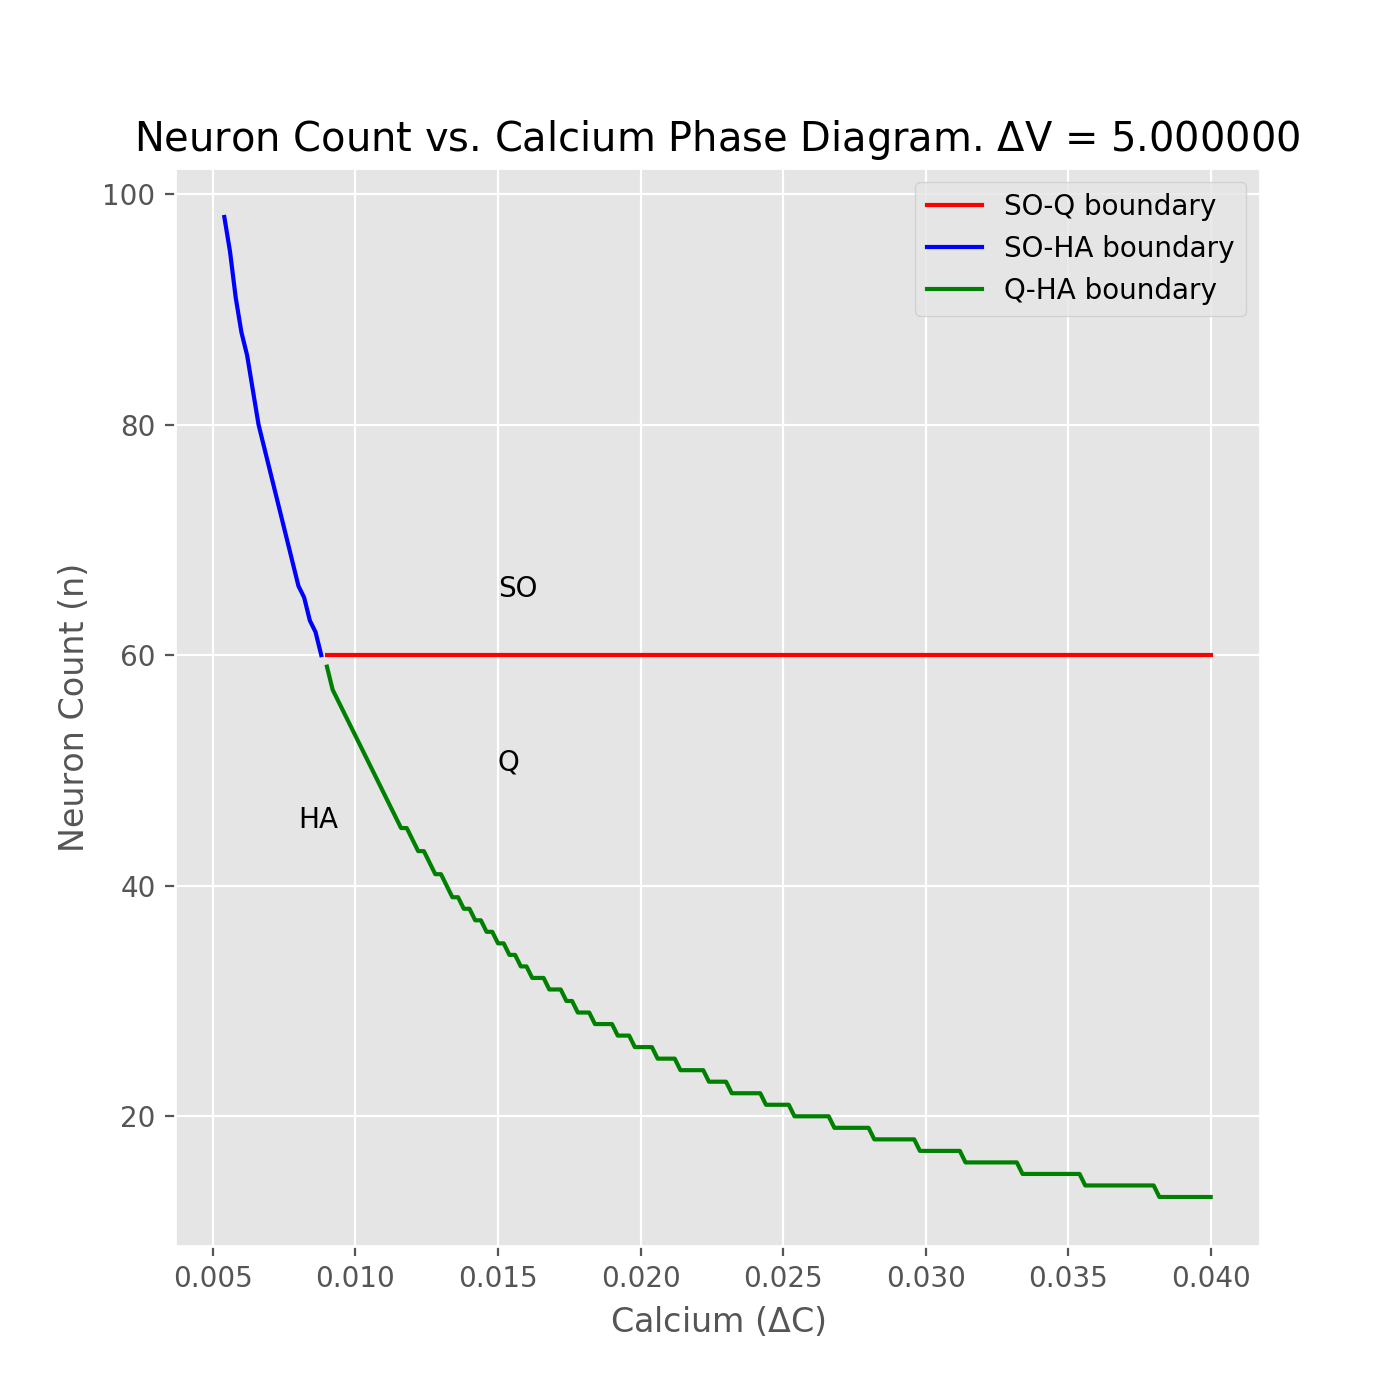 Neuron Count vs. Calcium Phase Diagram. ΔV = 5.000000
SO-Q boundary
SO-HA boundary
Q-HA boundary
100
80
60
40
20
Neuron Count (n)
SO
Q
HA
0.005 0.010 0.015 0.020 0.025 0.030 0.035 0.040
Calcium (ΔC)